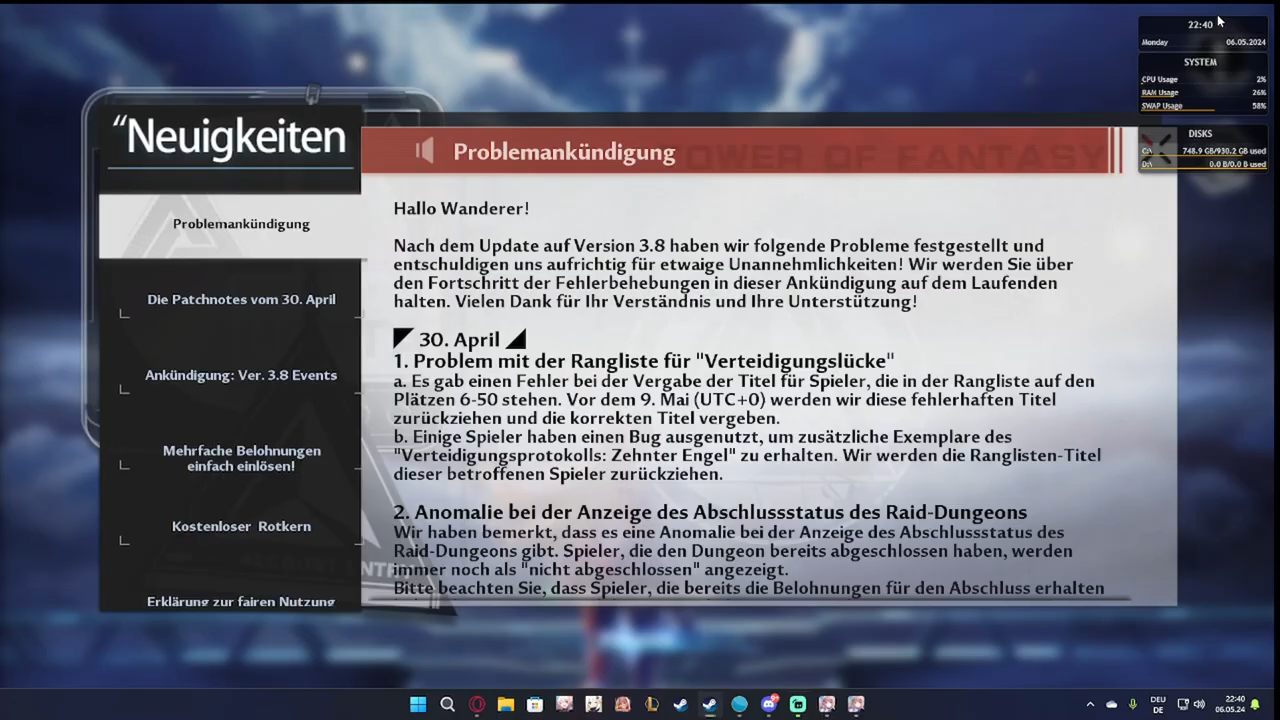 22:40
Monday 06.05.2024
SYSTEM
CPU Usage 2%
RAM Usage 26%
SWAP Usage 58%
DISKS
C:\ 748.9 GB/930.2 GB used
D:\ 0.0 B/0.0 B used
“Neuigkeiten
Problemankündigung
Die Patchnotes vom 30. April
Ankündigung: Ver. 3.8 Events
Mehrfache Belohnungen
einfach einlösen!
Kostenloser Rotkern
Erklärung zur fairen Nutzung
Problemankündigung
Hallo Wanderer!
Nach dem Update auf Version 3.8 haben wir folgende Probleme festgestellt und
entschuldigen uns aufrichtig für etwaige Unannehmlichkeiten! Wir werden Sie über
den Fortschritt der Fehlerbehebungen in dieser Ankündigung auf dem Laufenden
halten. Vielen Dank für Ihr Verständnis und Ihre Unterstützung!
30. April
1. Problem mit der Rangliste für "Verteidigungslücke"
a. Es gab einen Fehler bei der Vergabe der Titel für Spieler, die in der Rangliste auf den
Plätzen 6-50 stehen. Vor dem 9. Mai (UTC+0) werden wir diese fehlerhaften Titel
zurückziehen und die korrekten Titel vergeben.
b. Einige Spieler haben einen Bug ausgenutzt, um zusätzliche Exemplare des
"Verteidigungsprotokolls: Zehnter Engel" zu erhalten. Wir werden die Ranglisten-Titel
dieser betroffenen Spieler zurückziehen.
2. Anomalie bei der Anzeige des Abschlussstatus des Raid-Dungeons
Wir haben bemerkt, dass es eine Anomalie bei der Anzeige des Abschlussstatus des
Raid-Dungeons gibt. Spieler, die den Dungeon bereits abgeschlossen haben, werden
immer noch als "nicht abgeschlossen" angezeigt.
Bitte beachten Sie, dass Spieler, die bereits die Belohnungen für den Abschluss erhalten
DEU
DE
22:40
06.05.24